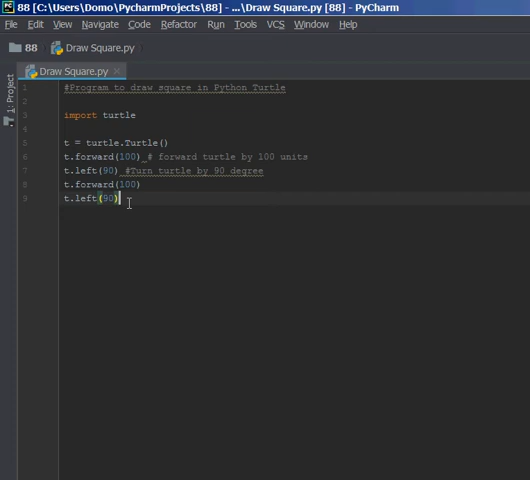 88 [C:\Users\Domo\PycharmProjects\88] - ...\Draw Square.py [88] - PyCharm
File Edit View Navigate Code Refactor Run Tools VCS Window Help
88 Draw Square.py
Draw Square.py
1: Project
1 #Program to draw square in Python Turtle
2
3 import turtle
4
5 t = turtle.Turtle()
6 t.forward(100) # forward turtle by 100 units
7 t.left(90) #Turn turtle by 90 degree
8 t.forward(100)
9 t.left(90)